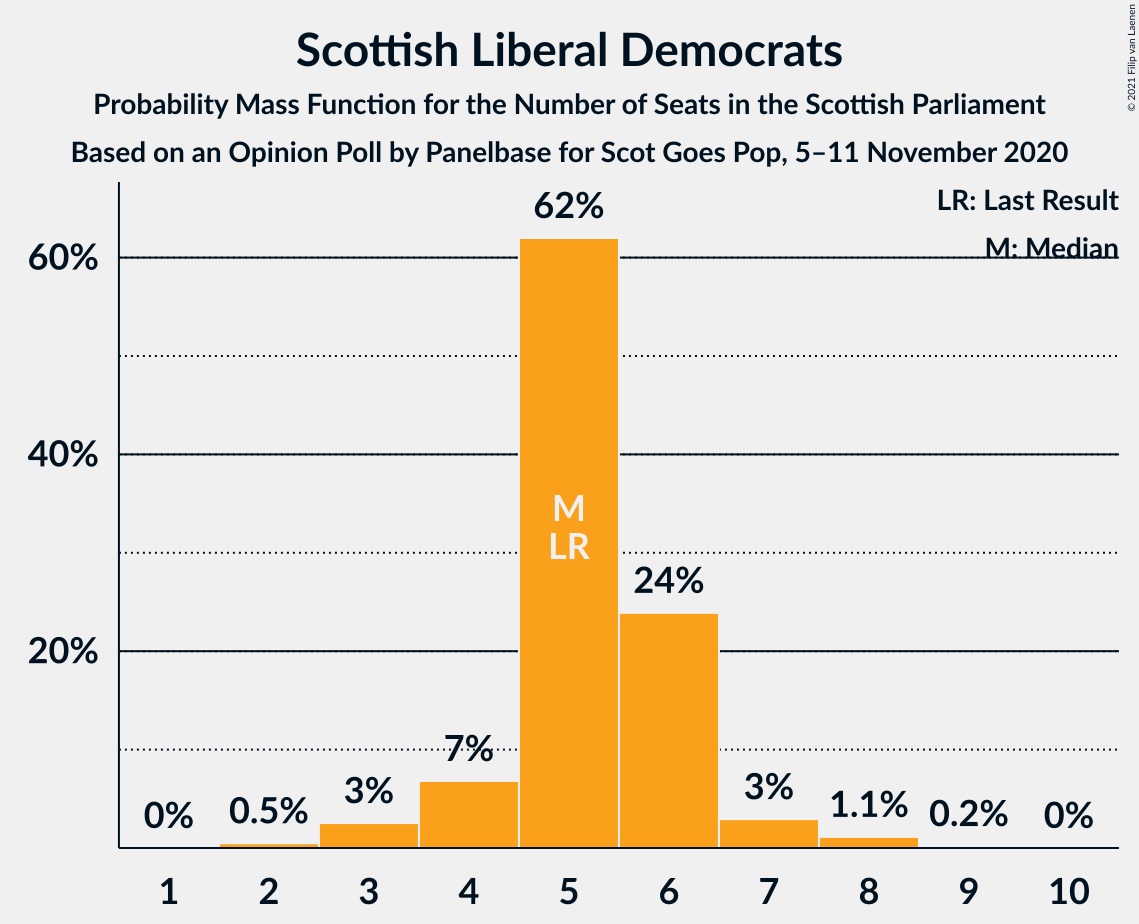 Scottish Liberal Democrats
Probability Mass Function for the Number of Seats in the Scottish Parliament
Based on an Opinion Poll by Panelbase for Scot Goes Pop, 5–11 November 2020
© 2021 Filip van Laenen
LR: Last Result
M: Median
60%
40%
20%
0%
0.5%
3%
7%
62%
M
LR
24%
3%
1.1%
0.2%
0%
1 2 3 4 5 6 7 8 9 10